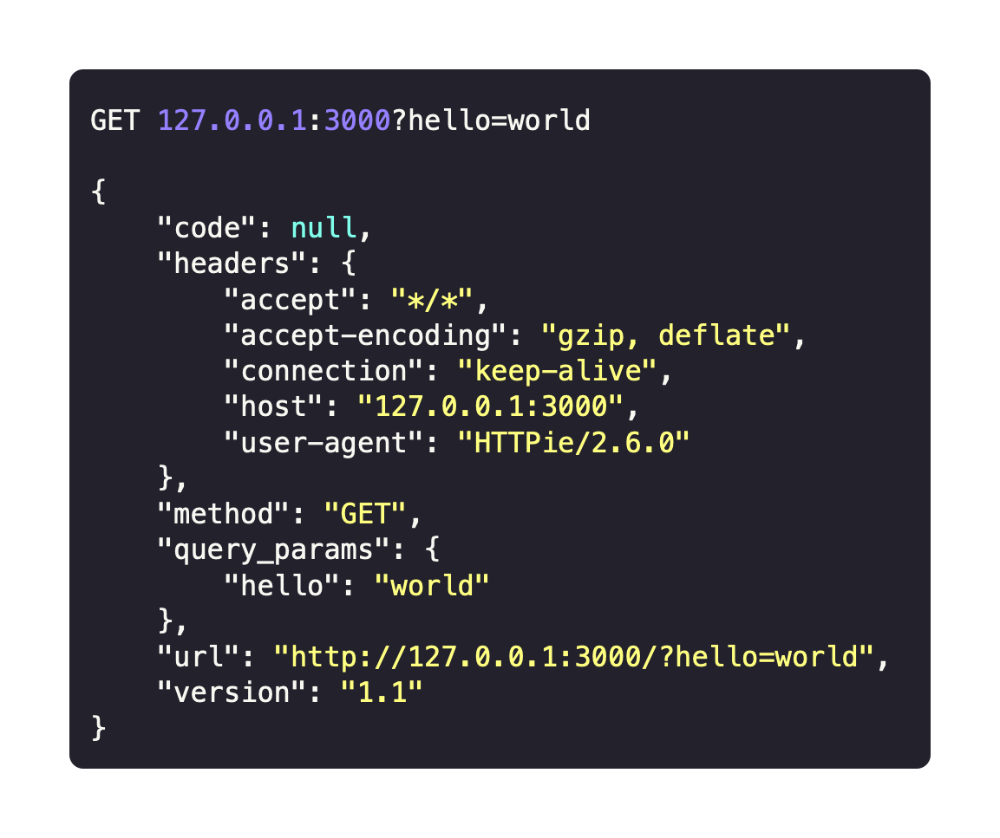 GET 127.0.0.1:3000?hello=world
{
    "code": null,
    "headers": {
        "accept": "*/*",
        "accept-encoding": "gzip, deflate",
        "connection": "keep-alive",
        "host": "127.0.0.1:3000",
        "user-agent": "HTTPie/2.6.0"
    },
    "method": "GET",
    "query_params": {
        "hello": "world"
    },
    "url": "http://127.0.0.1:3000/?hello=world",
    "version": "1.1"
}